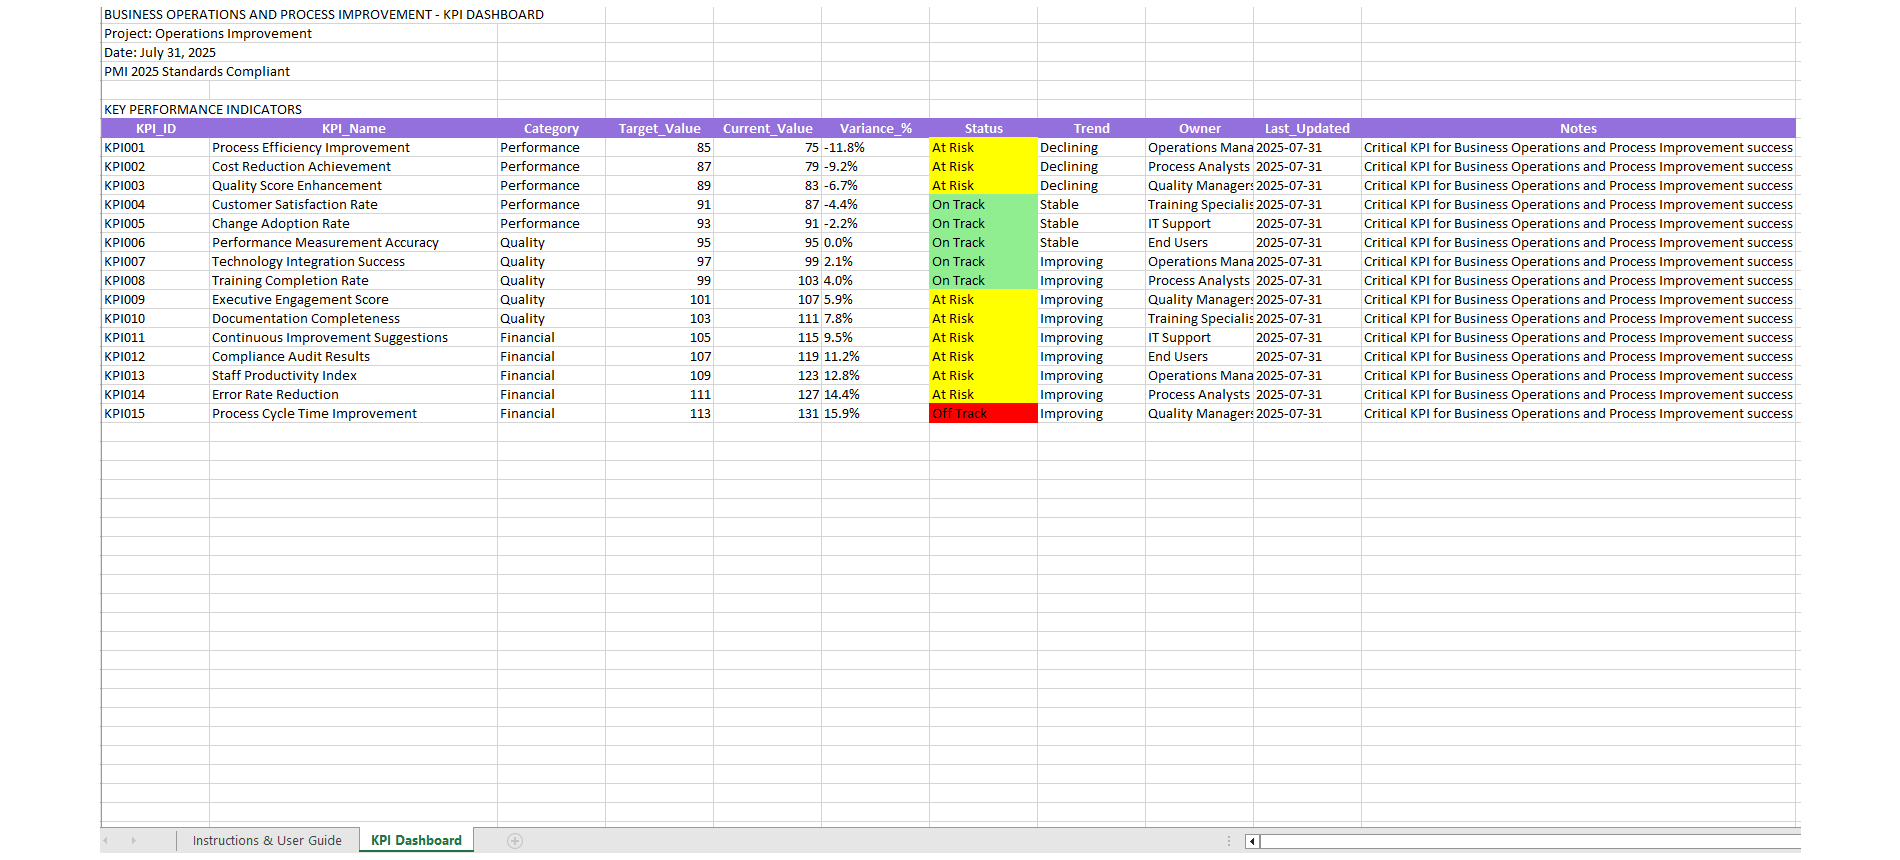 BUSINESS OPERATIONS AND PROCESS IMPROVEMENT - KPI DASHBOARD
Project: Operations Improvement
Date: July 31, 2025
PMI 2025 Standards Compliant
KEY PERFORMANCE INDICATORS
KPI_ID KPI_Name Category Target_Value Current_Value Variance_% Status Trend Owner Last_Updated Notes
KPI001 Process Efficiency Improvement Performance 85 75 -11.8% At Risk Declining Operations Mana 2025-07-31 Critical KPI for Business Operations and Process Improvement success
KPI002 Cost Reduction Achievement Performance 87 79 -9.2% At Risk Declining Process Analysts 2025-07-31 Critical KPI for Business Operations and Process Improvement success
KPI003 Quality Score Enhancement Performance 89 83 -6.7% At Risk Declining Quality Managers 2025-07-31 Critical KPI for Business Operations and Process Improvement success
KPI004 Customer Satisfaction Rate Performance 91 87 -4.4% On Track Stable Training Specialis 2025-07-31 Critical KPI for Business Operations and Process Improvement success
KPI005 Change Adoption Rate Performance 93 91 -2.2% On Track Stable IT Support 2025-07-31 Critical KPI for Business Operations and Process Improvement success
KPI006 Performance Measurement Accuracy Quality 95 95 0.0% On Track Stable End Users 2025-07-31 Critical KPI for Business Operations and Process Improvement success
KPI007 Technology Integration Success Quality 97 99 2.1% On Track Improving Operations Mana 2025-07-31 Critical KPI for Business Operations and Process Improvement success
KPI008 Training Completion Rate Quality 99 103 4.0% On Track Improving Process Analysts 2025-07-31 Critical KPI for Business Operations and Process Improvement success
KPI009 Executive Engagement Score Quality 101 107 5.9% At Risk Improving Quality Managers 2025-07-31 Critical KPI for Business Operations and Process Improvement success
KPI010 Documentation Completeness Quality 103 111 7.8% At Risk Improving Training Specialis 2025-07-31 Critical KPI for Business Operations and Process Improvement success
KPI011 Continuous Improvement Suggestions Financial 105 115 9.5% At Risk Improving IT Support 2025-07-31 Critical KPI for Business Operations and Process Improvement success
KPI012 Compliance Audit Results Financial 107 119 11.2% At Risk Improving End Users 2025-07-31 Critical KPI for Business Operations and Process Improvement success
KPI013 Staff Productivity Index Financial 109 123 12.8% At Risk Improving Operations Mana 2025-07-31 Critical KPI for Business Operations and Process Improvement success
KPI014 Error Rate Reduction Financial 111 127 14.4% At Risk Improving Process Analysts 2025-07-31 Critical KPI for Business Operations and Process Improvement success
KPI015 Process Cycle Time Improvement Financial 113 131 15.9% Off Track Improving Quality Managers 2025-07-31 Critical KPI for Business Operations and Process Improvement success
Instructions & User Guide KPI Dashboard